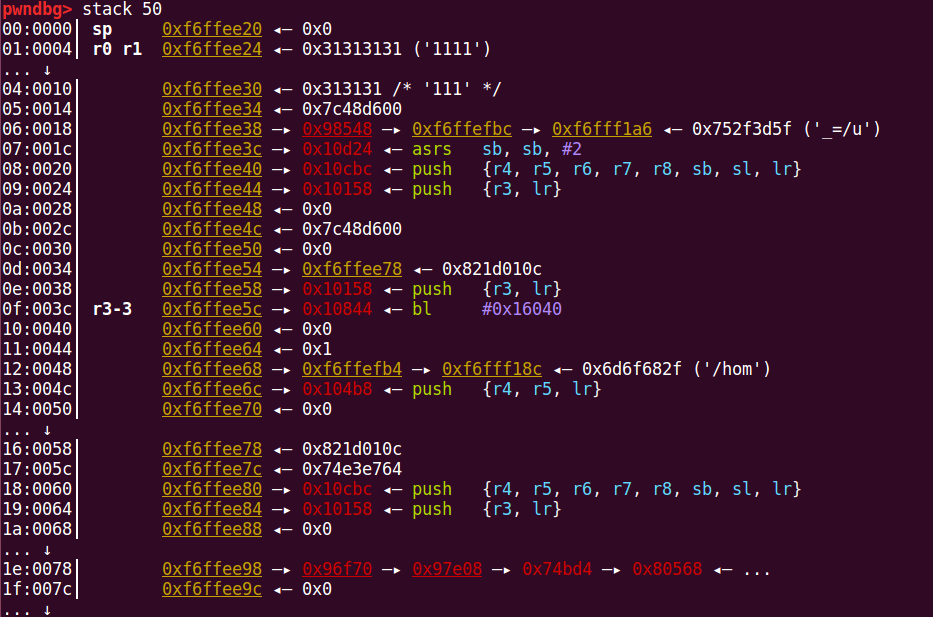 pwndbg> stack 50
00:0000│ sp     0xf6ffee20 ◂— 0x0
01:0004│ r0 r1  0xf6ffee24 ◂— 0x31313131 ('1111')
... ↓
04:0010│        0xf6ffee30 ◂— 0x313131 /* '111' */
05:0014│        0xf6ffee34 ◂— 0x7c48d600
06:0018│        0xf6ffee38 —▸ 0x98548 —▸ 0xf6ffefbc —▸ 0xf6fff1a6 ◂— 0x752f3d5f ('_=/u')
07:001c│        0xf6ffee3c —▸ 0x10d24 ◂— asrs   sb, sb, #2
08:0020│        0xf6ffee40 —▸ 0x10cbc ◂— push   {r4, r5, r6, r7, r8, sb, sl, lr}
09:0024│        0xf6ffee44 —▸ 0x10158 ◂— push   {r3, lr}
0a:0028│        0xf6ffee48 ◂— 0x0
0b:002c│        0xf6ffee4c ◂— 0x7c48d600
0c:0030│        0xf6ffee50 ◂— 0x0
0d:0034│        0xf6ffee54 —▸ 0xf6ffee78 ◂— 0x821d010c
0e:0038│        0xf6ffee58 —▸ 0x10158 ◂— push   {r3, lr}
0f:003c│ r3-3   0xf6ffee5c —▸ 0x10844 ◂— bl     #0x16040
10:0040│        0xf6ffee60 ◂— 0x0
11:0044│        0xf6ffee64 ◂— 0x1
12:0048│        0xf6ffee68 —▸ 0xf6ffefb4 —▸ 0xf6fff18c ◂— 0x6d6f682f ('/hom')
13:004c│        0xf6ffee6c —▸ 0x104b8 ◂— push   {r4, r5, lr}
14:0050│        0xf6ffee70 ◂— 0x0
... ↓
16:0058│        0xf6ffee78 ◂— 0x821d010c
17:005c│        0xf6ffee7c ◂— 0x74e3e764
18:0060│        0xf6ffee80 —▸ 0x10cbc ◂— push   {r4, r5, r6, r7, r8, sb, sl, lr}
19:0064│        0xf6ffee84 —▸ 0x10158 ◂— push   {r3, lr}
1a:0068│        0xf6ffee88 ◂— 0x0
... ↓
1e:0078│        0xf6ffee98 —▸ 0x96f70 —▸ 0x97e08 —▸ 0x74bd4 —▸ 0x80568 ◂— ...
1f:007c│        0xf6ffee9c ◂— 0x0
... ↓